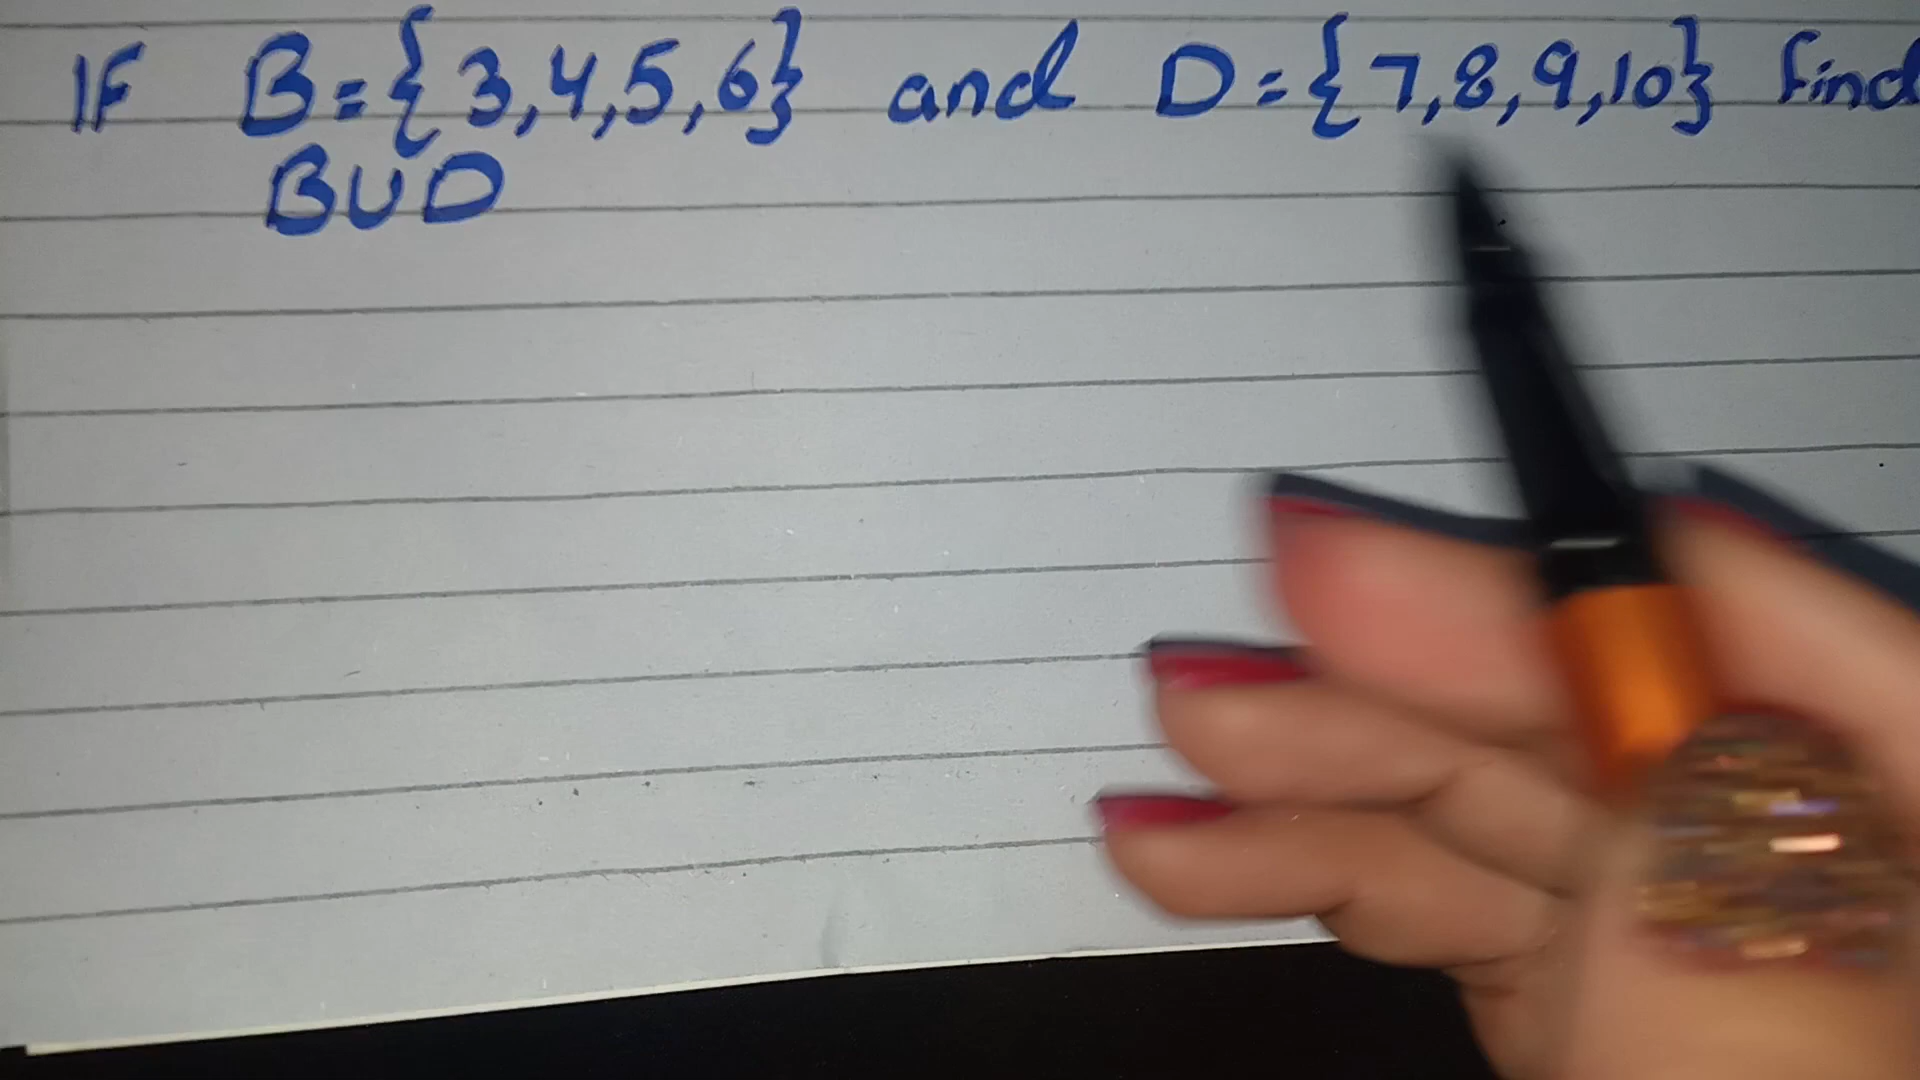 IF B={3,4,5,6} and D={7,8,9,10} find
BUD